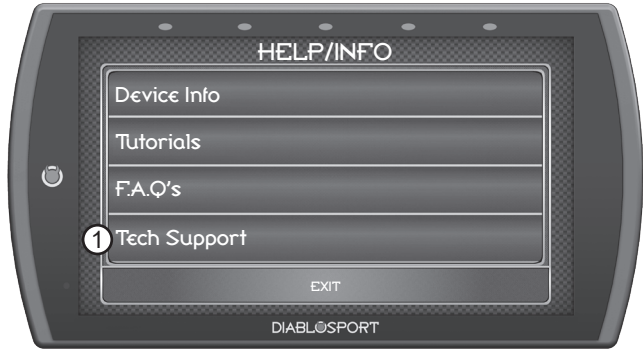 HELP/INFO
Device Info
Tutorials
F.A.Q's
1
Tech Support
EXIT
DIABLOSPORT